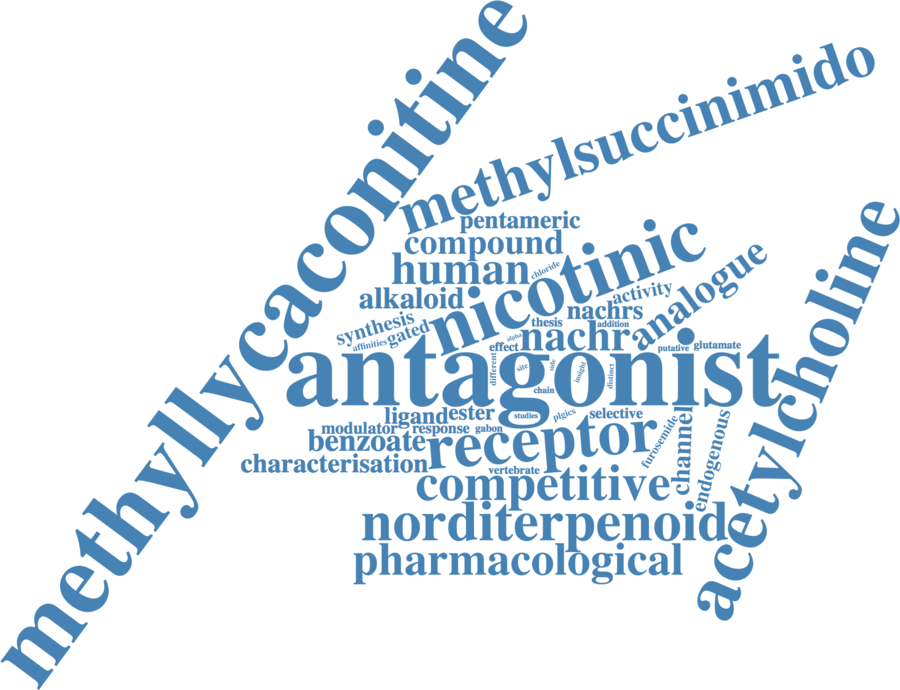 methyllycaconitine
methylsuccinimido
pentameric
compound
human
chloride
nicotinic
alkaloid
acetylcholine
analogue
activity
nachrs
synthesis
gated
affinities
thesis
addition
nachr
alpha
effect
putative
glutamate
antagonist
different
site
side
insight
distinct
chain
ligand
ester
studies
plgics
selective
modulator
response
gabon
benzoate
receptor
furosemide
channel
endogenous
characterisation
vertebrate
competitive
norditerpenoid
pharmacological